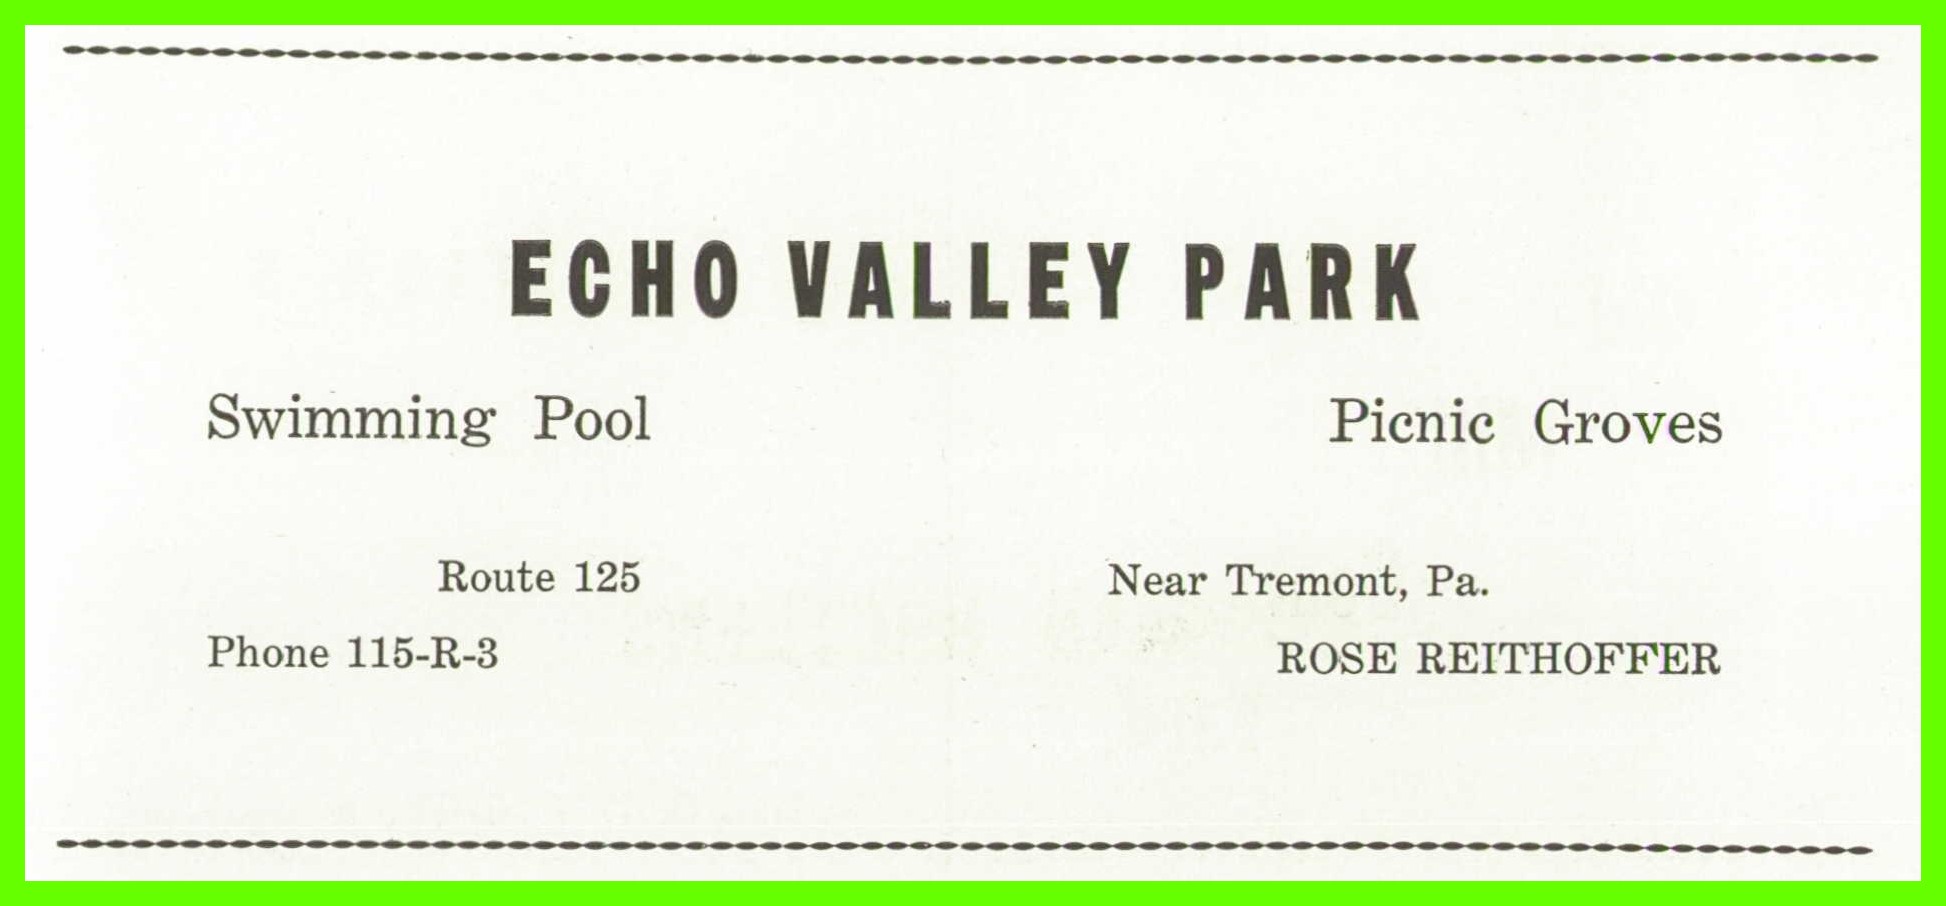 ECHO VALLEY PARK
Swimming Pool Picnic Groves
Route 125 Near Tremont, Pa.
Phone 115-R-3 ROSE REITHOFFER